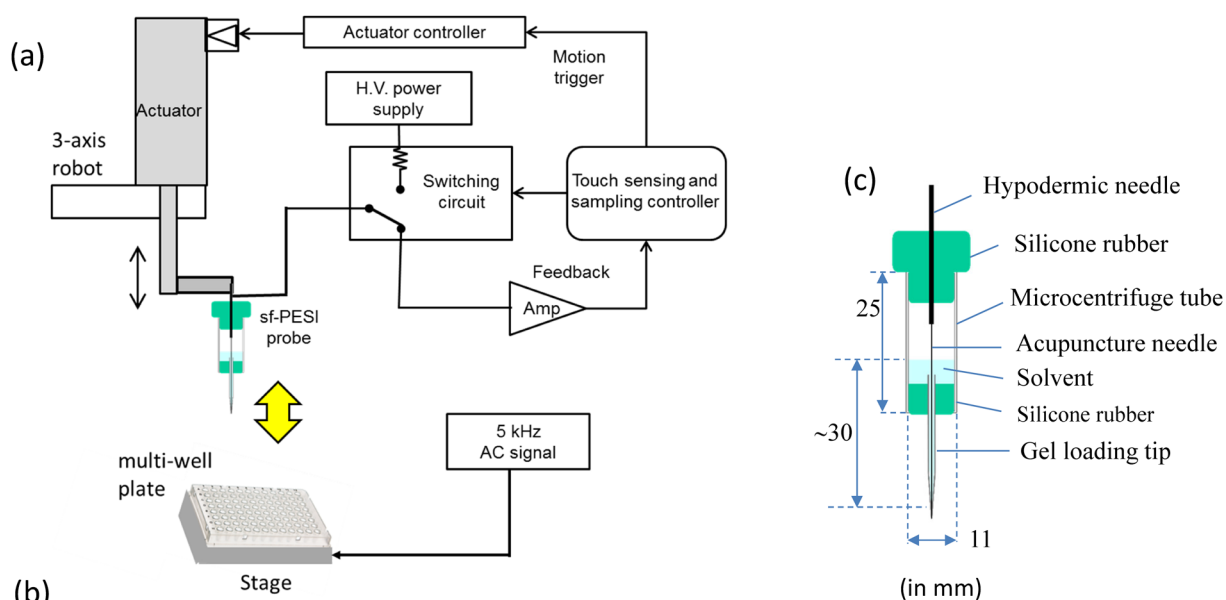 (a)
Actuator controller
Motion
trigger
H.V. power
supply
Actuator
3-axis
robot
Switching
circuit
Touch sensing and
sampling controller
Feedback
Amp
sf-PESI
probe
5 kHz
AC signal
multi-well
plate
Stage
(b)
(c)
Hypodermic needle
Silicone rubber
25
Microcentrifuge tube
Acupuncture needle
Solvent
Silicone rubber
~30
Gel loading tip
11
(in mm)